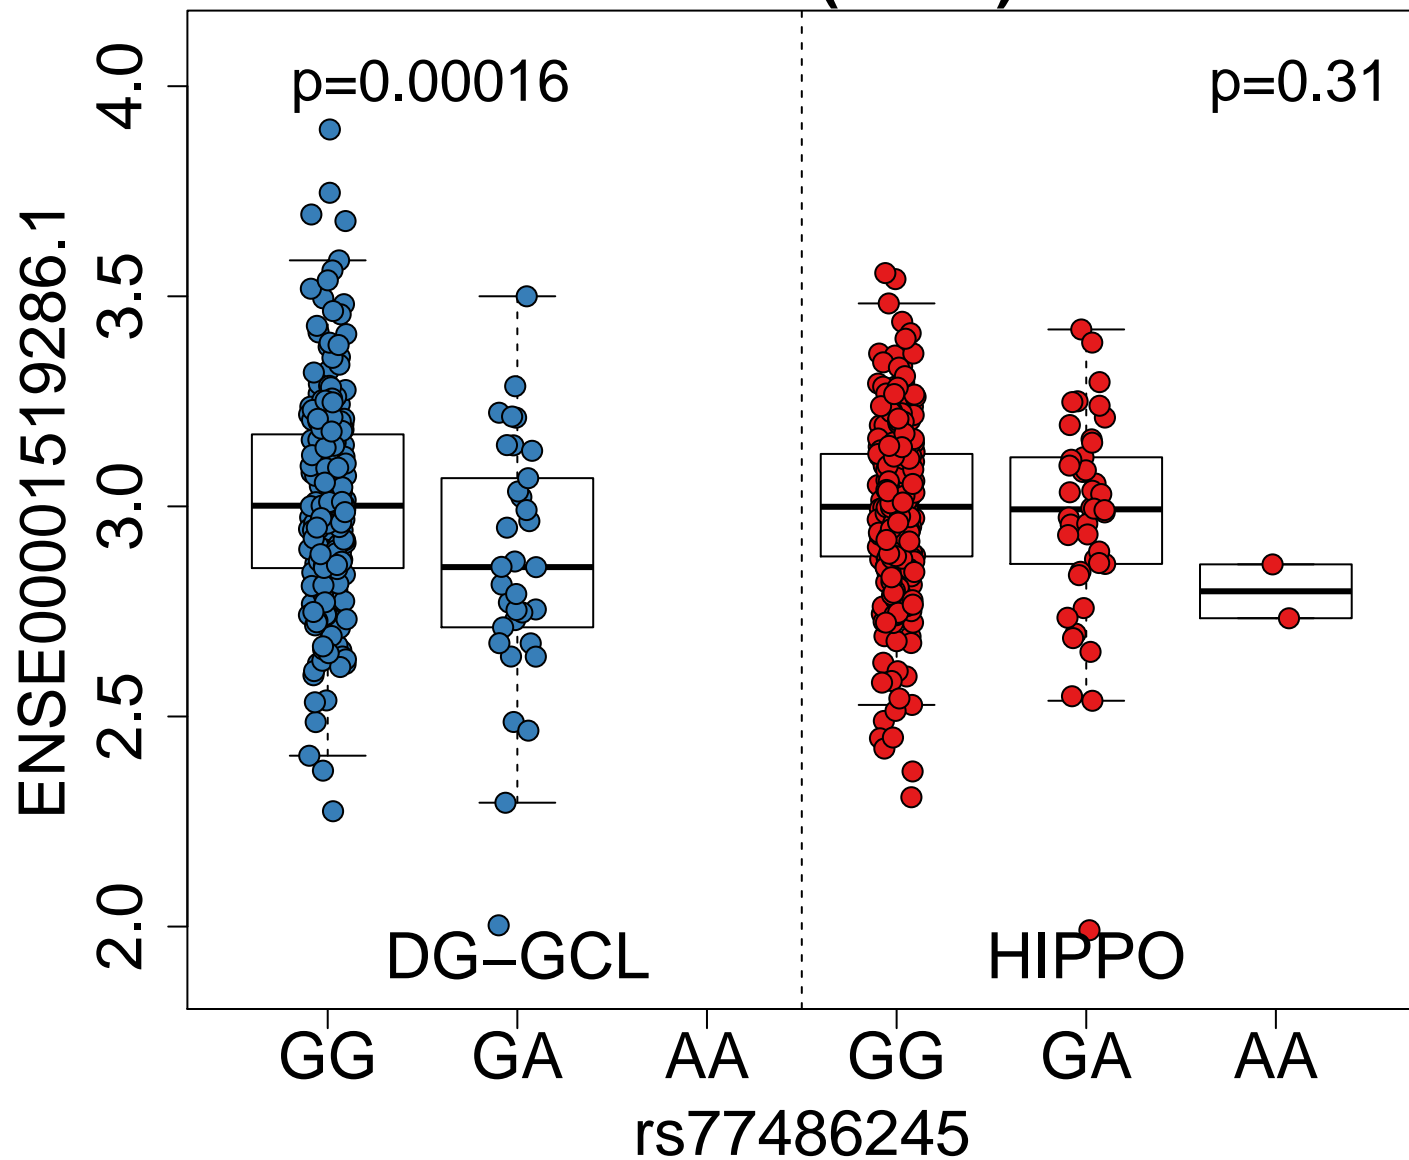 p=0.00016
p=0.31
4.0
3.5
3.0
2.5
2.0
ENSE00001519286.1
DG−GCL
HIPPO
GG GA AA GG GA AA
rs77486245